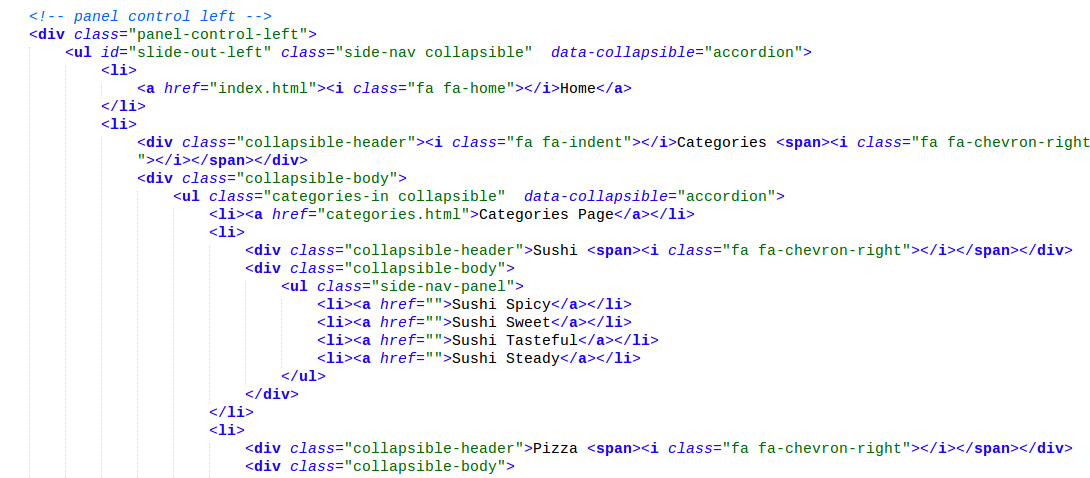 <!-- panel control left -->
<div class="panel-control-left">
<ul id="slide-out-left" class="side-nav collapsible"  data-collapsible="accordion">
<li>
<a href="index.html"><i class="fa fa-home"></i>Home</a>
</li>
<li>
<div class="collapsible-header"><i class="fa fa-indent"></i>Categories <span><i class="fa fa-chevron-right
"></i></span></div>
<div class="collapsible-body">
<ul class="categories-in collapsible"  data-collapsible="accordion">
<li><a href="categories.html">Categories Page</a></li>
<li>
<div class="collapsible-header">Sushi <span><i class="fa fa-chevron-right"></i></span></div>
<div class="collapsible-body">
<ul class="side-nav-panel">
<li><a href="">Sushi Spicy</a></li>
<li><a href="">Sushi Sweet</a></li>
<li><a href="">Sushi Tasteful</a></li>
<li><a href="">Sushi Steady</a></li>
</ul>
</div>
</li>
<li>
<div class="collapsible-header">Pizza <span><i class="fa fa-chevron-right"></i></span></div>
<div class="collapsible-body">